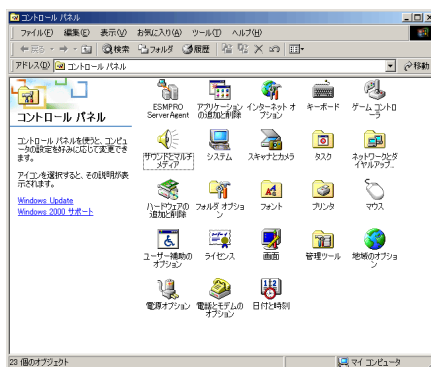 コントロール パネル
ファイル(F) 編集(E) 表示(V) お気に入り(A) ツール(T) ヘルプ(H)
戻る 検索 フォルダ 履歴
アドレス(D) コントロール パネル 移動
コントロール パネル
コントロール パネルを使うと、コンピュ
ータの設定を好みに応じて変更でき
ます。
アイコンを選択すると、その説明が表
示されます。
Windows Update
Windows 2000 サポート
ESMPRO
ServerAgent
アプリケーション
の追加と削除
インターネット オ
プション
キーボード
ゲーム コントロ
ーラ
サウンドとマルチ
メディア
システム
スキャナとカメラ
タスク
ネットワークとダ
イヤルアップ...
ハードウェアの
追加と削除
フォルダ オプショ
ン
フォント
プリンタ
マウス
ユーザー補助の
オプション
ライセンス
画面
管理ツール
地域のオプショ
ン
電源オプション
電話とモデムの
オプション
日付と時刻
23 個のオブジェクト
マイ コンピュータ